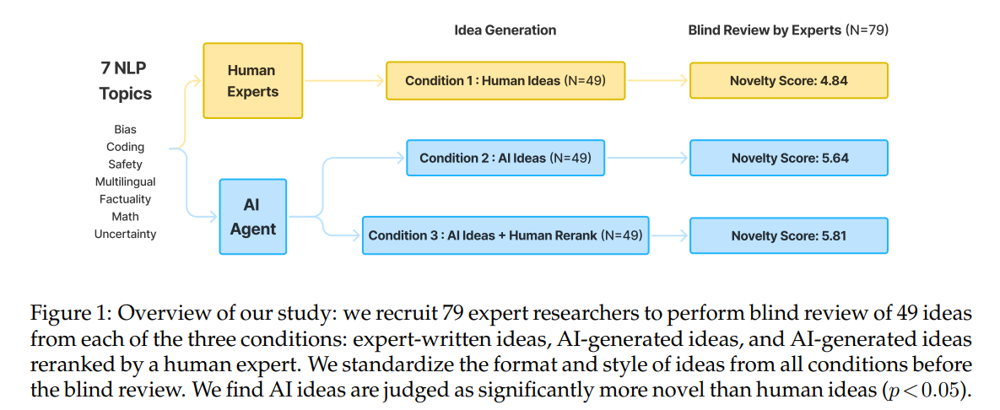 Idea Generation
Blind Review by Experts (N=79)
7 NLP
Topics
Bias
Coding
Safety
Multilingual
Factuality
Math
Uncertainty
Human
Experts
Condition 1 : Human Ideas (N=49)
Novelty Score: 4.84
AI
Agent
Condition 2 : AI Ideas (N=49)
Novelty Score: 5.64
Condition 3 : AI Ideas + Human Rerank (N=49)
Novelty Score: 5.81
Figure 1: Overview of our study: we recruit 79 expert researchers to perform blind review of 49 ideas
from each of the three conditions: expert-written ideas, AI-generated ideas, and AI-generated ideas
reranked by a human expert. We standardize the format and style of ideas from all conditions before
the blind review. We find AI ideas are judged as significantly more novel than human ideas (p < 0.05).